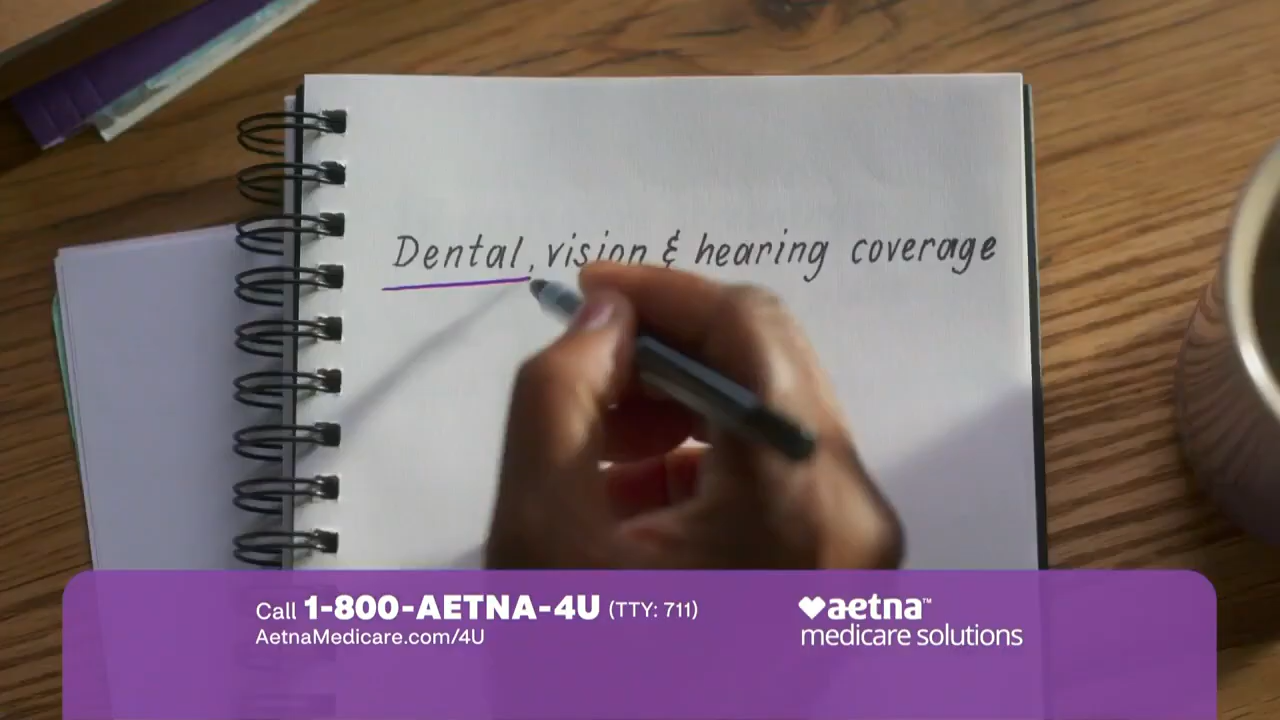 Dental, vision & hearing coverage
Call 1-800-AETNA-4U (TTY: 711)
AetnaMedicare.com/4U
aetna™
medicare solutions